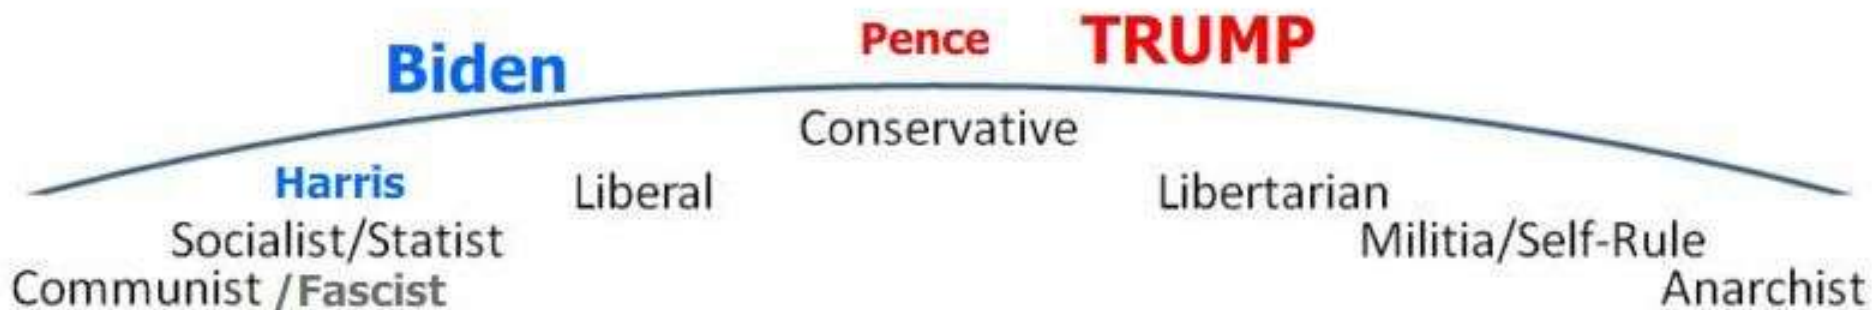 Biden Pence TRUMP
Conservative
Harris Liberal Libertarian
Socialist/Statist Militia/Self-Rule
Communist /Fascist Anarchist